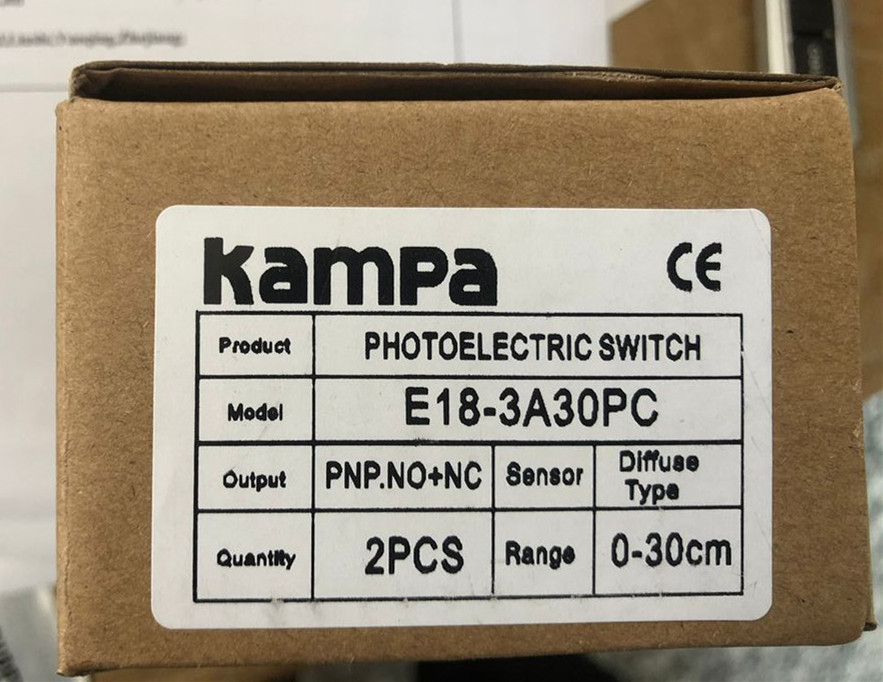 Kampa CE
Product PHOTOELECTRIC SWITCH
Model E18-3A30PC
Output PNP.NO+NC Sensor Diffuse Type
Quantity 2PCS Range 0-30cm